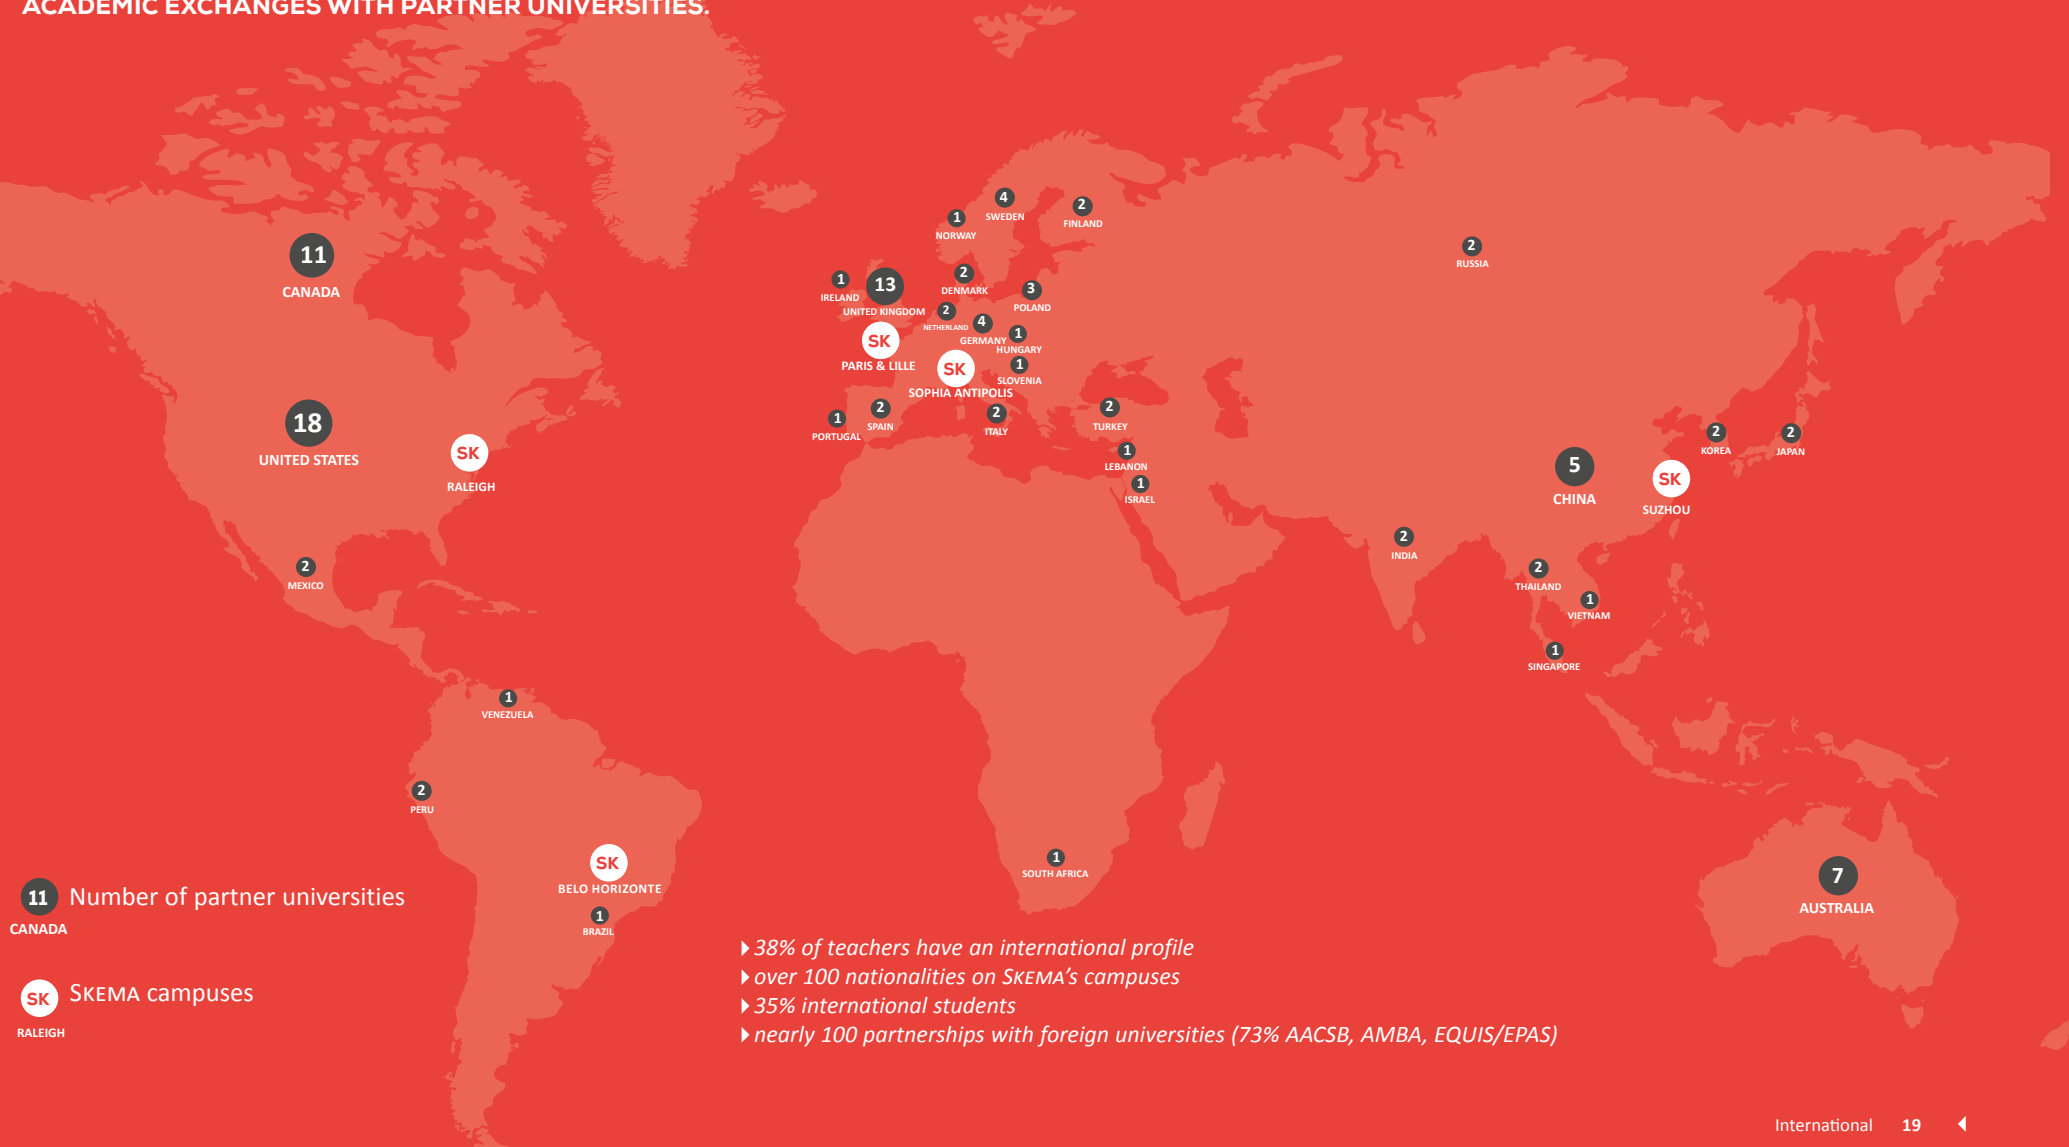 ACADEMIC EXCHANGES WITH PARTNER UNIVERSITIES.
4
SWEDEN
2
FINLAND
1
NORWAY
11
CANADA
2
RUSSIA
1
IRELAND
13
UNITED KINGDOM
2
DENMARK
3
POLAND
2
NETHERLAND
4
GERMANY
1
HUNGARY
SK
PARIS & LILLE
SK
SOPHIA ANTIPOLIS
1
SLOVENIA
18
UNITED STATES
SK
RALEIGH
1
PORTUGAL
2
SPAIN
2
ITALY
2
TURKEY
1
LEBANON
1
ISRAEL
5
CHINA
SK
SUZHOU
2
KOREA
2
JAPAN
2
MEXICO
2
INDIA
2
THAILAND
1
VIETNAM
1
SINGAPORE
1
VENEZUELA
2
PERU
SK
BELO HORIZONTE
1
BRAZIL
1
SOUTH AFRICA
7
AUSTRALIA
11 Number of partner universities
CANADA
SK SKEMA campuses
RALEIGH
38% of teachers have an international profile
over 100 nationalities on SKEMA's campuses
35% international students
nearly 100 partnerships with foreign universities (73% AACSB, AMBA, EQUIS/EPAS)
International 19